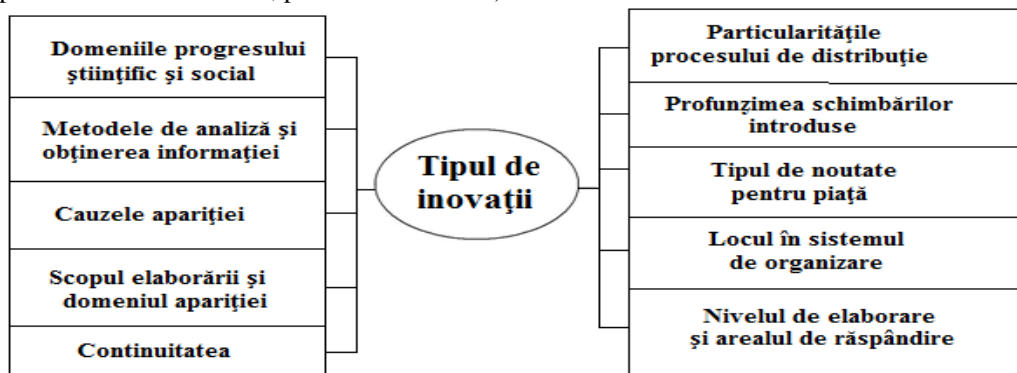 Domeniile progresului
ştiinţific şi social
Metodele de analiză şi
obţinerea informaţiei
Cauzele apariţiei
Scopul elaborării şi
domeniul apariţiei
Continuitatea
Tipul de
inovaţii
Particularităţile
procesului de distribuţie
Profunzimea schimbărilor
introduse
Tipul de noutate
pentru piaţă
Locul în sistemul
de organizare
Nivelul de elaborare
şi arealul de răspândire